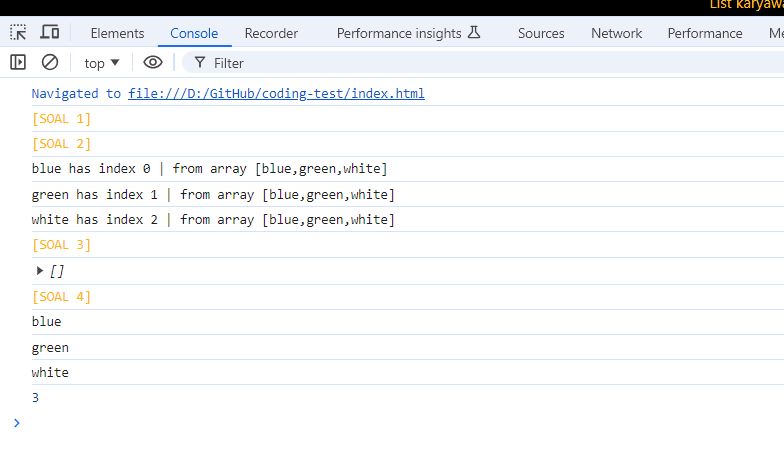 List karyawa
Elements Console Recorder Performance insights Sources Network Performance Me
top Filter
Navigated to file:///D:/GitHub/coding-test/index.html
[SOAL 1]
[SOAL 2]
blue has index 0 | from array [blue,green,white]
green has index 1 | from array [blue,green,white]
white has index 2 | from array [blue,green,white]
[SOAL 3]
[]
[SOAL 4]
blue
green
white
3